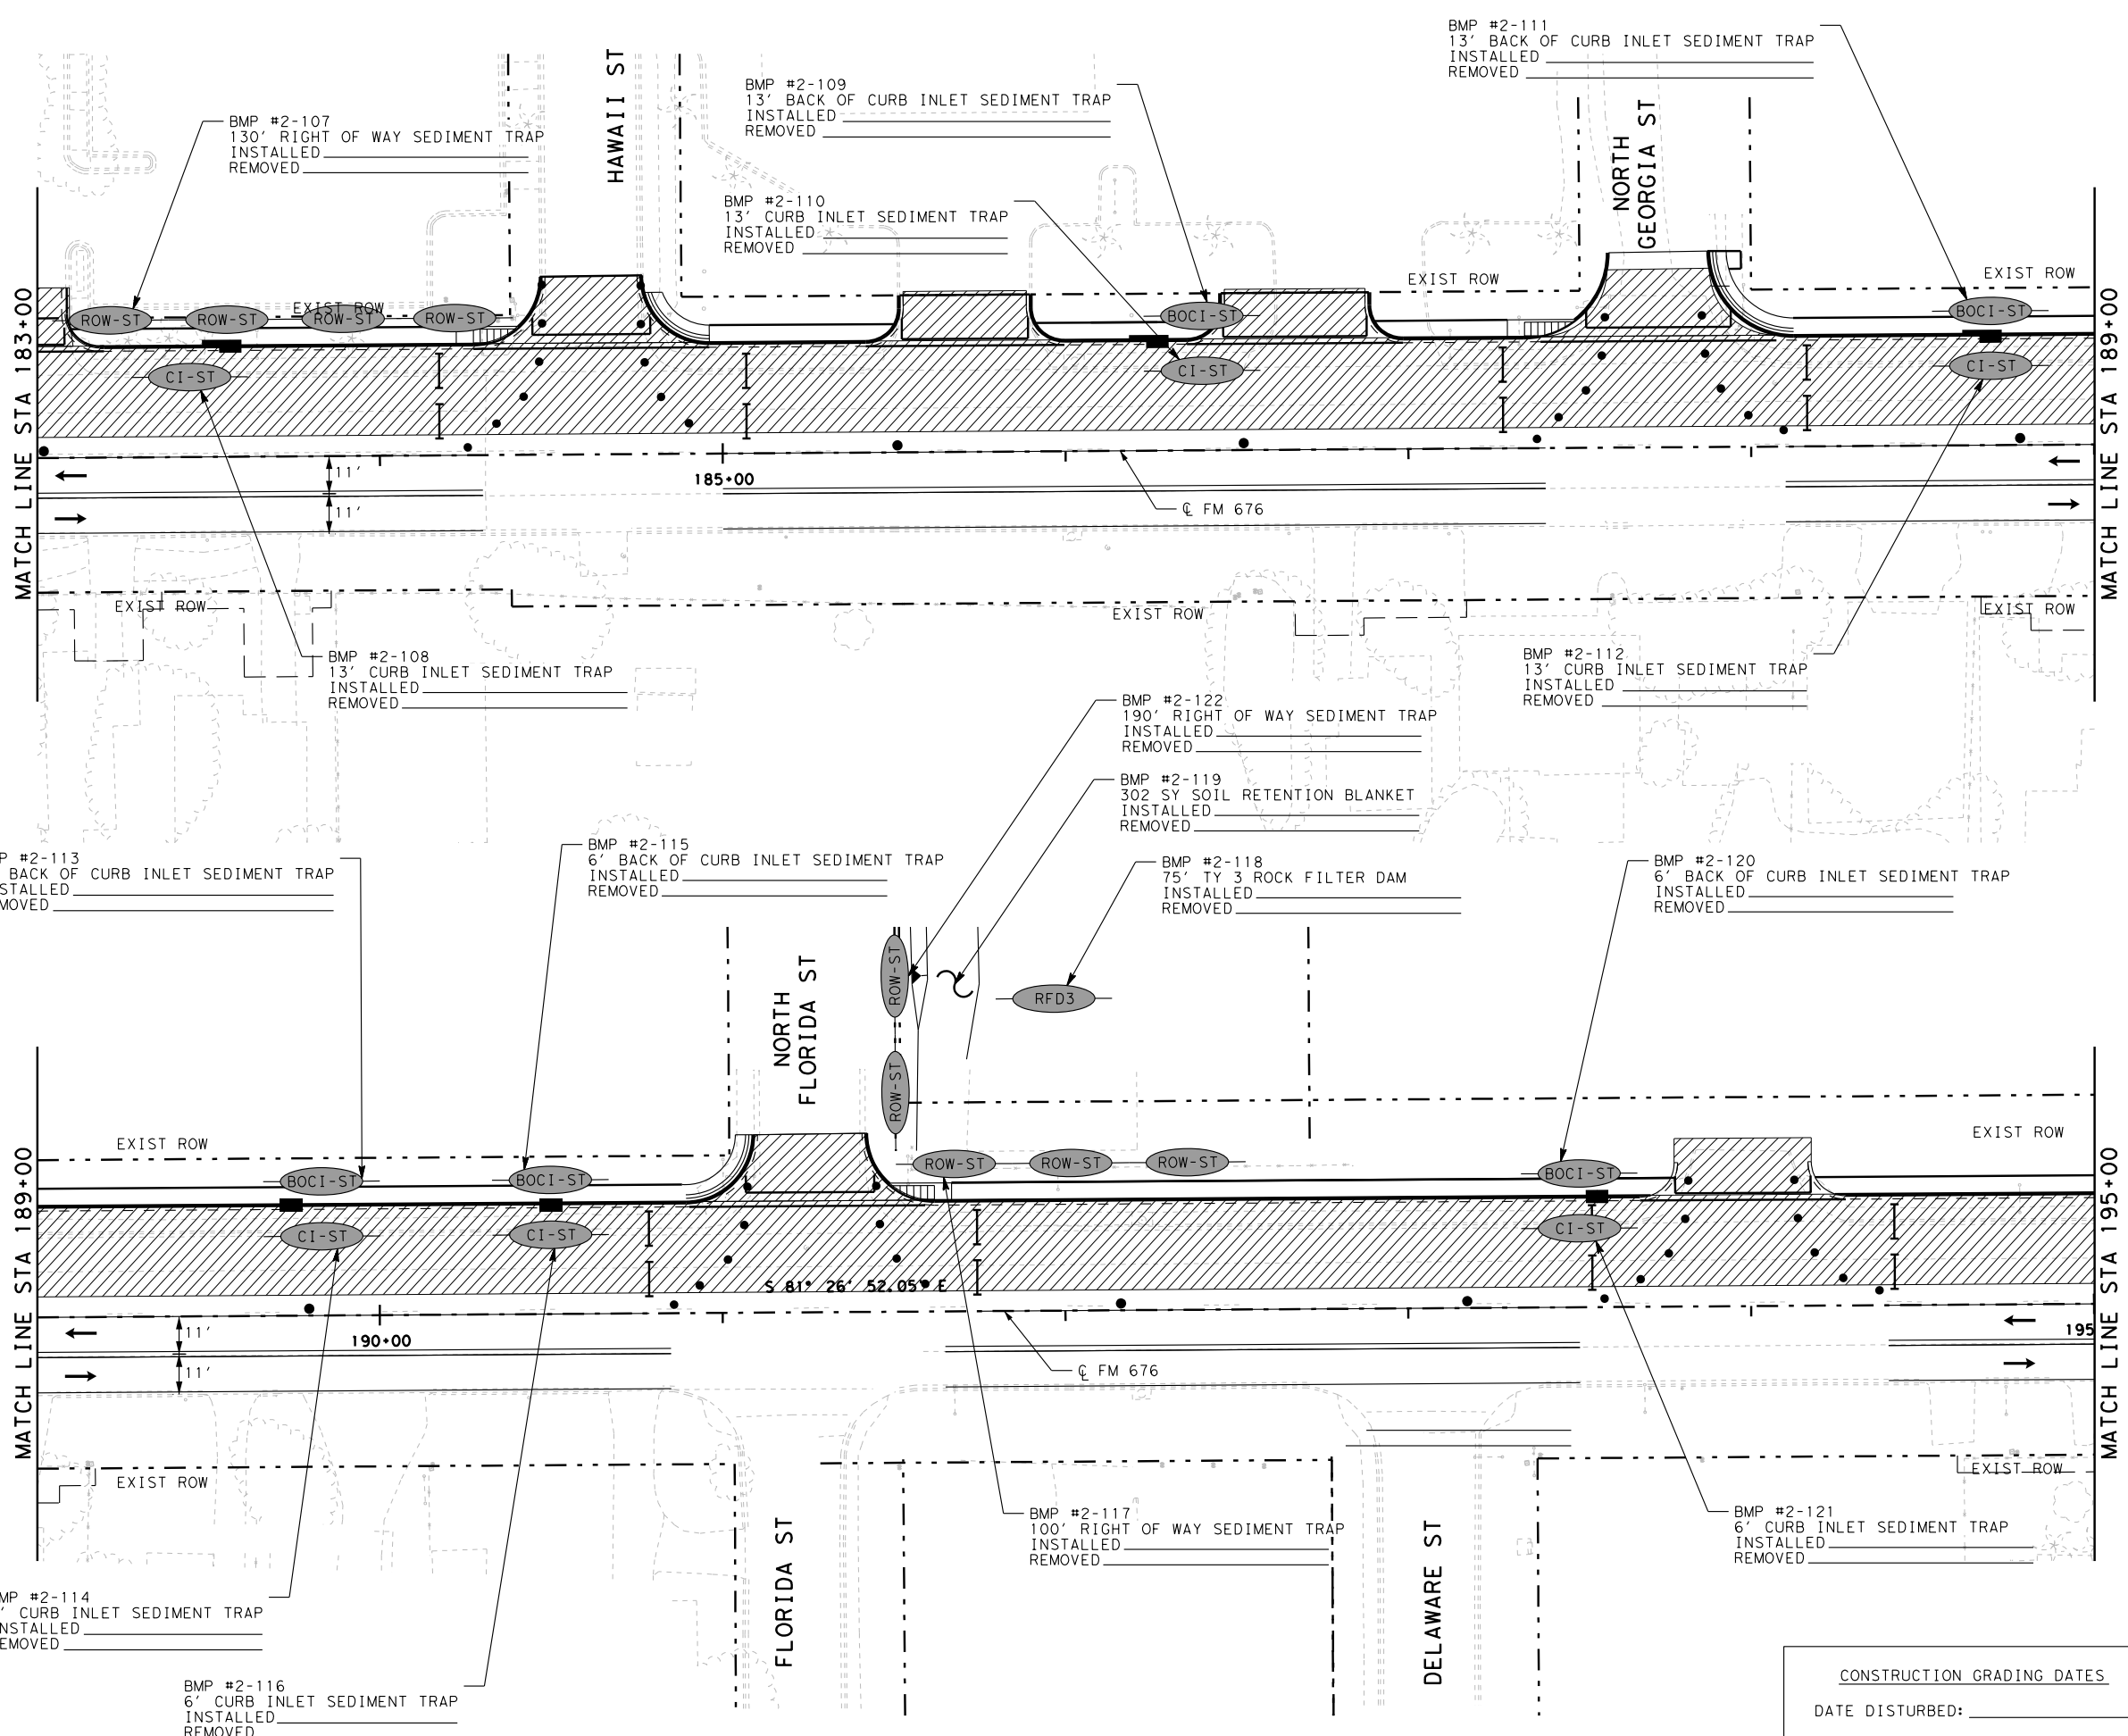 BMP #2-111
13' BACK OF CURB INLET SEDIMENT TRAP
INSTALLED
REMOVED
BMP #2-109
13' BACK OF CURB INLET SEDIMENT TRAP
INSTALLED
REMOVED
BMP #2-107
130' RIGHT OF WAY SEDIMENT TRAP
INSTALLED
REMOVED
HAWAII ST
NORTH
GEORGIA ST
BMP #2-110
13' CURB INLET SEDIMENT TRAP
INSTALLED
REMOVED
EXIST ROW
EXIST ROW
EXIST ROW
ROW-ST
ROW-ST
ROW-ST
ROW-ST
BOCI-ST
BOCI-ST
CI-ST
CI-ST
CI-ST
MATCH LINE STA 183+00
MATCH LINE STA 189+00
11'
11'
185+00
℄ FM 676
EXIST ROW
EXIST ROW
EXIST ROW
BMP #2-108
13' CURB INLET SEDIMENT TRAP
INSTALLED
REMOVED
BMP #2-112
13' CURB INLET SEDIMENT TRAP
INSTALLED
REMOVED
BMP #2-122
190' RIGHT OF WAY SEDIMENT TRAP
INSTALLED
REMOVED
BMP #2-119
302 SY SOIL RETENTION BLANKET
INSTALLED
REMOVED
P #2-113
BACK OF CURB INLET SEDIMENT TRAP
STALLED
MOVED
BMP #2-115
6' BACK OF CURB INLET SEDIMENT TRAP
INSTALLED
REMOVED
BMP #2-118
75' TY 3 ROCK FILTER DAM
INSTALLED
REMOVED
BMP #2-120
6' BACK OF CURB INLET SEDIMENT TRAP
INSTALLED
REMOVED
NORTH
FLORIDA ST
ROW-ST
ROW-ST
RFD3
EXIST ROW
EXIST ROW
ROW-ST
ROW-ST
ROW-ST
BOCI-ST
BOCI-ST
BOCI-ST
CI-ST
CI-ST
CI-ST
MATCH LINE STA 189+00
MATCH LINE STA 195+00
S 81° 26' 52.05" E
11'
11'
190+00
195
℄ FM 676
EXIST ROW
EXIST ROW
BMP #2-117
100' RIGHT OF WAY SEDIMENT TRAP
INSTALLED
REMOVED
BMP #2-121
6' CURB INLET SEDIMENT TRAP
INSTALLED
REMOVED
FLORIDA ST
DELAWARE ST
MP #2-114
' CURB INLET SEDIMENT TRAP
NSTALLED
EMOVED
BMP #2-116
6' CURB INLET SEDIMENT TRAP
INSTALLED
REMOVED
CONSTRUCTION GRADING DATES
DATE DISTURBED: